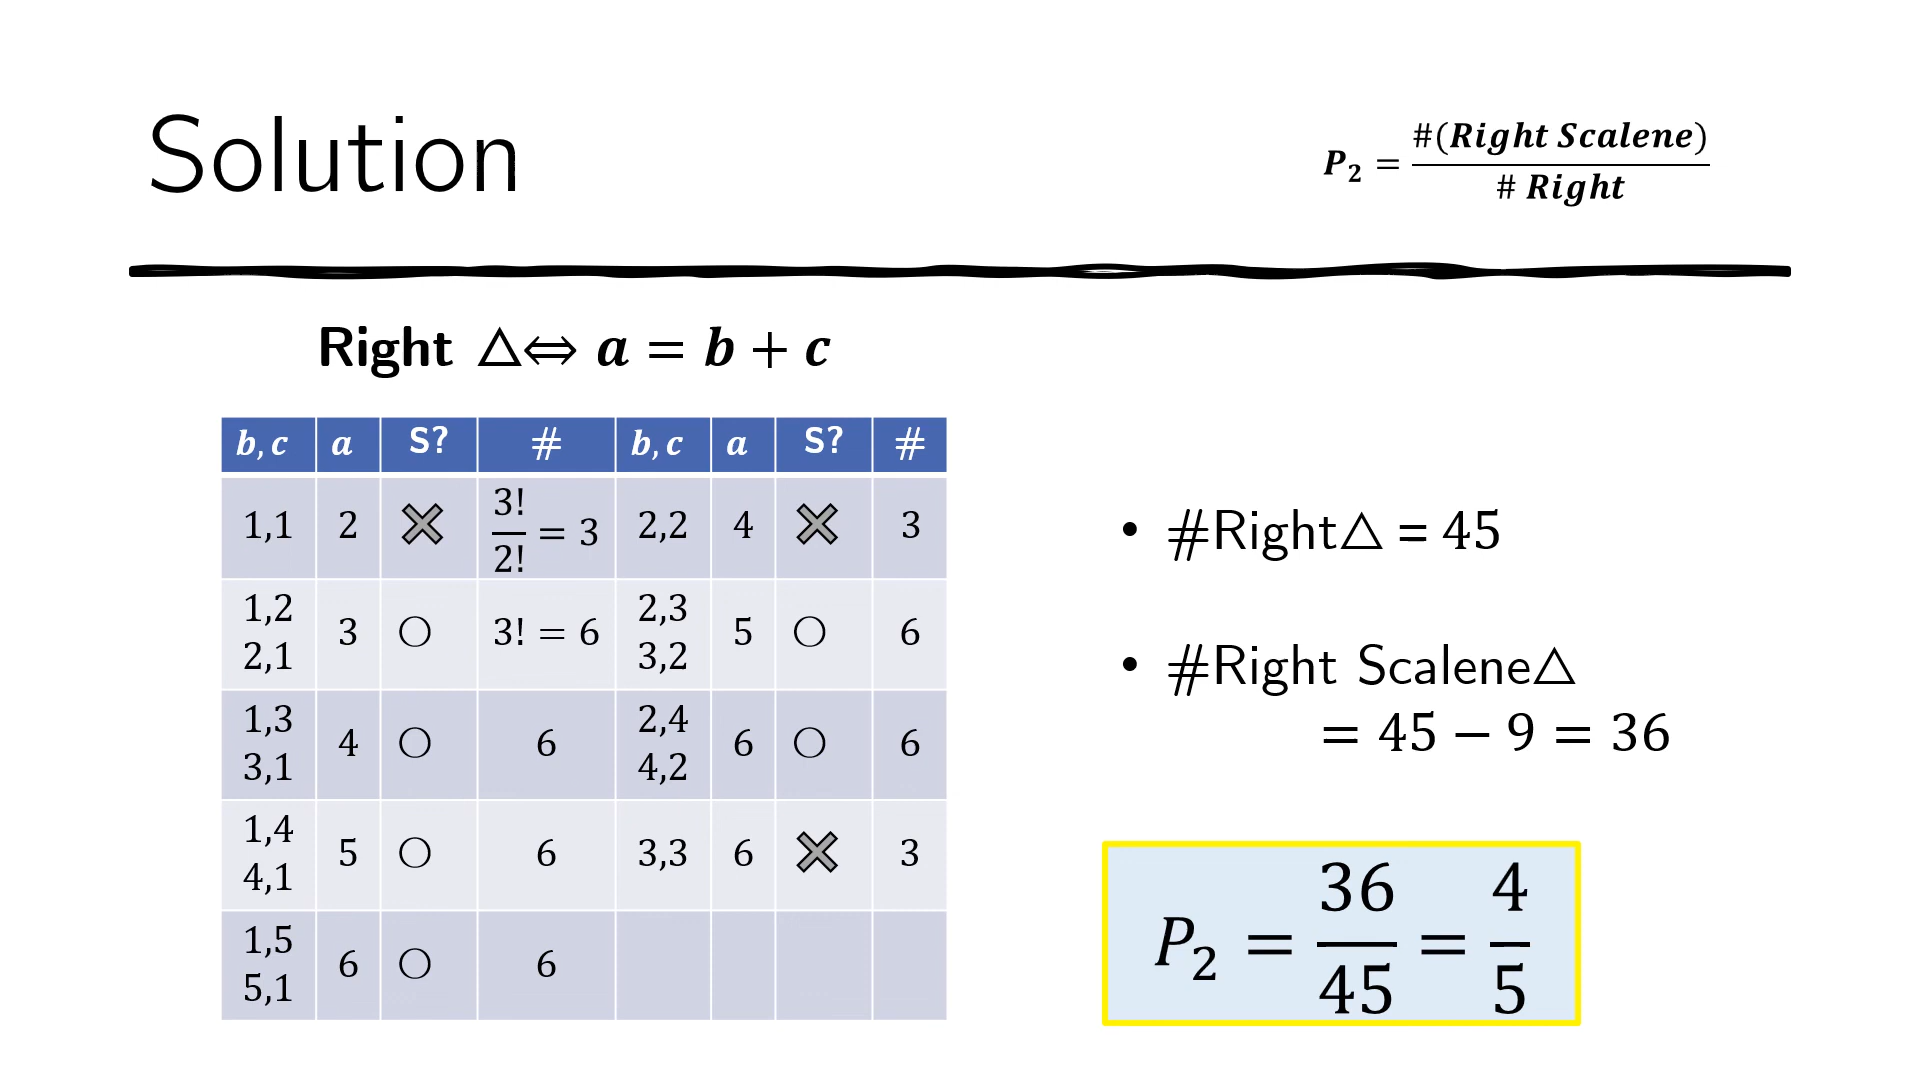 Solution
P₂ = #(Right Scalene) / # Right
Right △⇔ a = b + c
b, c a S? # b, c a S? #
1,1 2 ✕ 3!/2! = 3 2,2 4 ✕ 3
1,2 2,1 3 ○ 3! = 6 2,3 3,2 5 ○ 6
1,3 3,1 4 ○ 6 2,4 4,2 6 ○ 6
1,4 4,1 5 ○ 6 3,3 6 ✕ 3
1,5 5,1 6 ○ 6
• #Right△ = 45
• #Right Scalene△
= 45 − 9 = 36
P₂ = 36/45 = 4/5